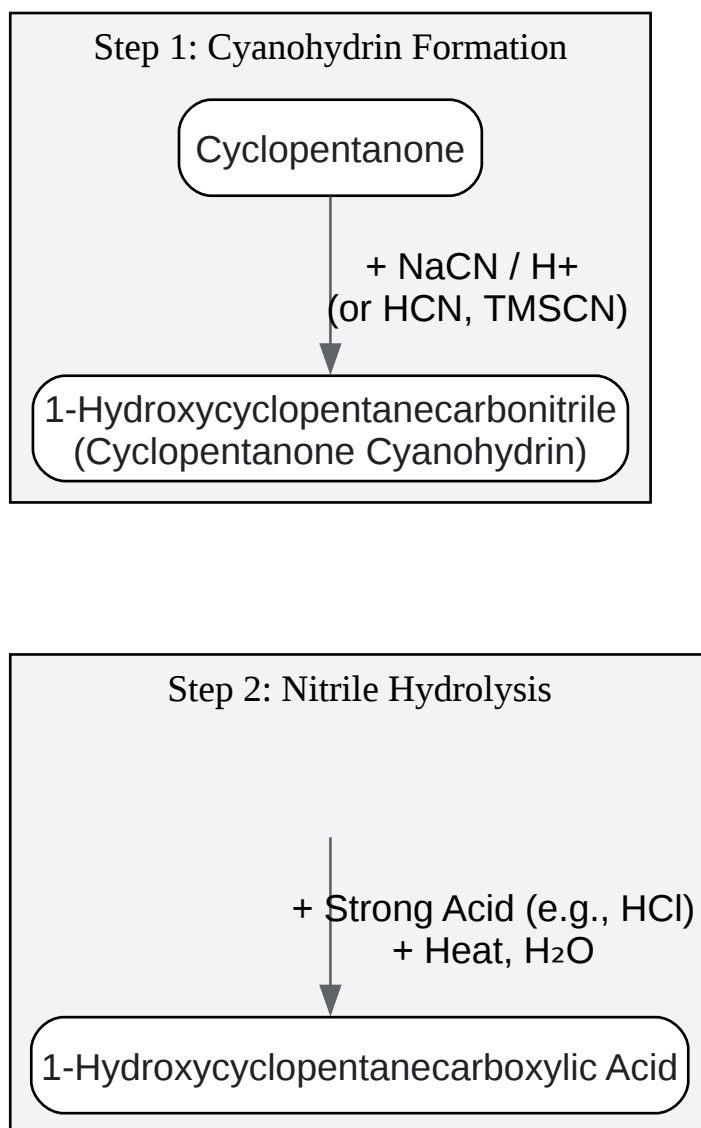 Step 1: Cyanohydrin Formation
Cyclopentanone
+ NaCN / H+
(or HCN, TMSCN)
1-Hydroxycyclopentanecarbonitrile
(Cyclopentanone Cyanohydrin)
Step 2: Nitrile Hydrolysis
+ Strong Acid (e.g., HCl)
+ Heat, H₂O
1-Hydroxycyclopentanecarboxylic Acid